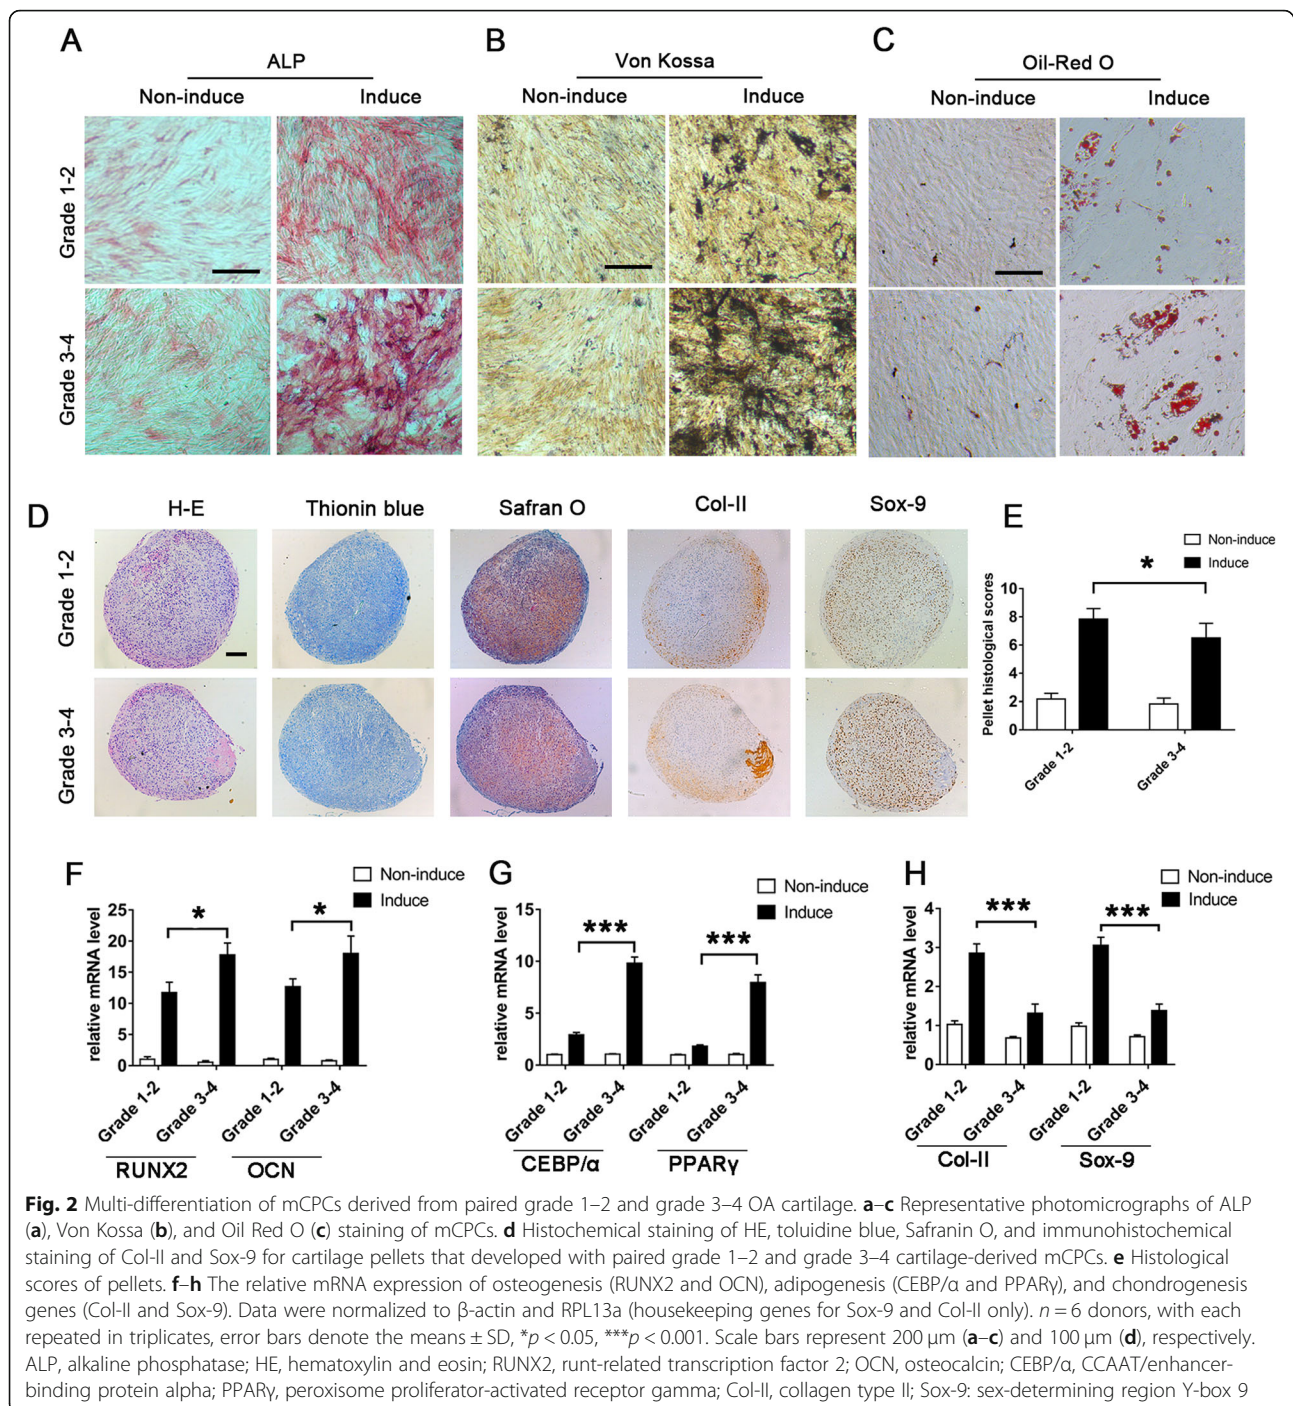 A
ALP
Non-induce Induce
B
Von Kossa
Non-induce Induce
C
Oil-Red O
Non-induce Induce
Grade 1-2
Grade 3-4
D
H-E Thionin blue Safran O Col-II Sox-9
Grade 1-2
Grade 3-4
E
Non-induce
Induce
*
Pellet histological scores
10
8
6
4
2
0
Grade 1-2 Grade 3-4
F
Non-induce
Induce
* *
relative mRNA level
25
20
15
10
5
0
Grade 1-2 Grade 3-4 Grade 1-2 Grade 3-4
RUNX2 OCN
G
Non-induce
Induce
*** ***
relative mRNA level
15
10
5
0
Grade 1-2 Grade 3-4 Grade 1-2 Grade 3-4
CEBP/α PPARγ
H
Non-induce
Induce
*** ***
relative mRNA level
4
3
2
1
0
Grade 1-2 Grade 3-4 Grade 1-2 Grade 3-4
Col-II Sox-9
Fig. 2 Multi-differentiation of mCPCs derived from paired grade 1–2 and grade 3–4 OA cartilage. a–c Representative photomicrographs of ALP
(a), Von Kossa (b), and Oil Red O (c) staining of mCPCs. d Histochemical staining of HE, toluidine blue, Safranin O, and immunohistochemical
staining of Col-II and Sox-9 for cartilage pellets that developed with paired grade 1–2 and grade 3–4 cartilage-derived mCPCs. e Histological
scores of pellets. f–h The relative mRNA expression of osteogenesis (RUNX2 and OCN), adipogenesis (CEBP/α and PPARγ), and chondrogenesis
genes (Col-II and Sox-9). Data were normalized to β-actin and RPL13a (housekeeping genes for Sox-9 and Col-II only). n = 6 donors, with each
repeated in triplicates, error bars denote the means ± SD, *p < 0.05, ***p < 0.001. Scale bars represent 200 μm (a–c) and 100 μm (d), respectively.
ALP, alkaline phosphatase; HE, hematoxylin and eosin; RUNX2, runt-related transcription factor 2; OCN, osteocalcin; CEBP/α, CCAAT/enhancer-
binding protein alpha; PPARγ, peroxisome proliferator-activated receptor gamma; Col-II, collagen type II; Sox-9: sex-determining region Y-box 9